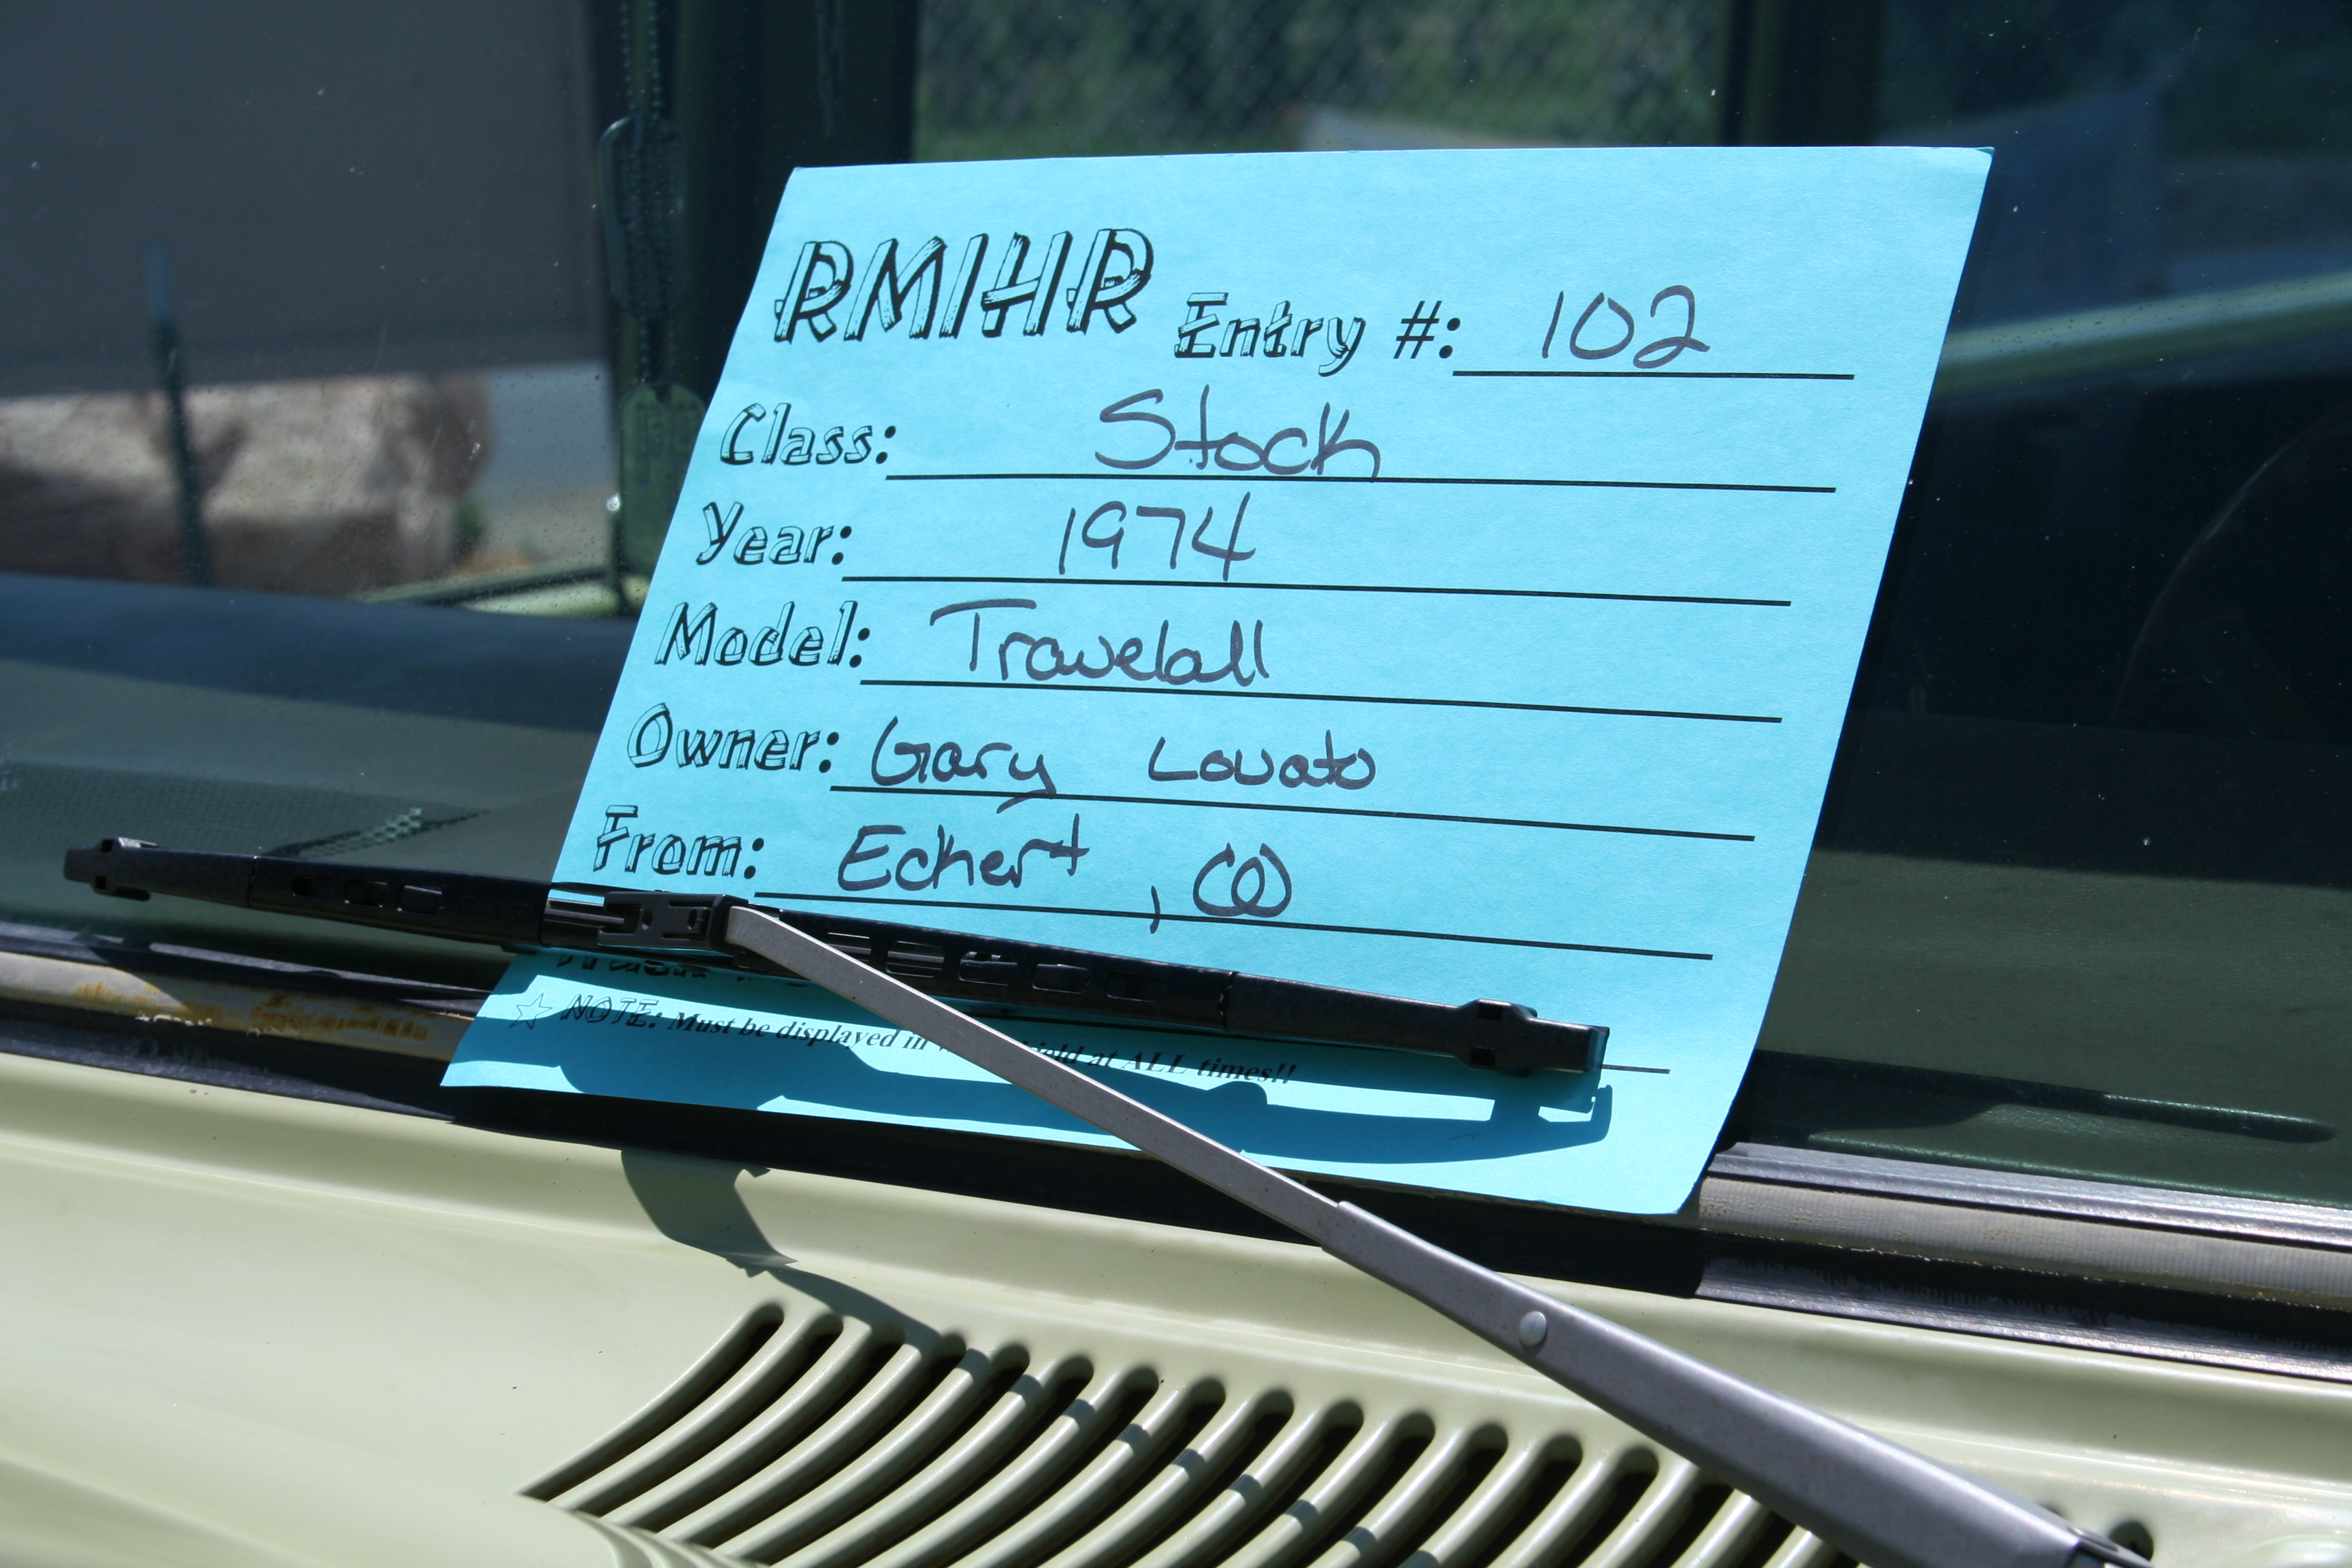 RMIHR Entry #: 102
Class: Stock
Year: 1974
Model: Travelall
Owner: Gary Lovato
From: Eckert, CO
NOTE: Must be displayed in at ALL times!!